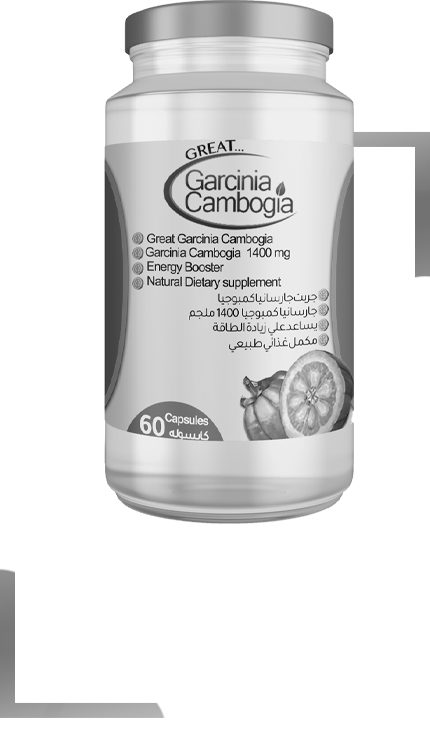 GREAT...
Garcinia
Cambogia
Great Garcinia Cambogia
Garcinia Cambogia 1400 mg
Energy Booster
Natural Dietary supplement
جريت جارسانيا كمبوجيا
جارسانيا كمبوجيا 1400 ملجم
يساعد علي زيادة الطاقة
مكمل غذائي طبيعي
60 Capsules
كابسوله